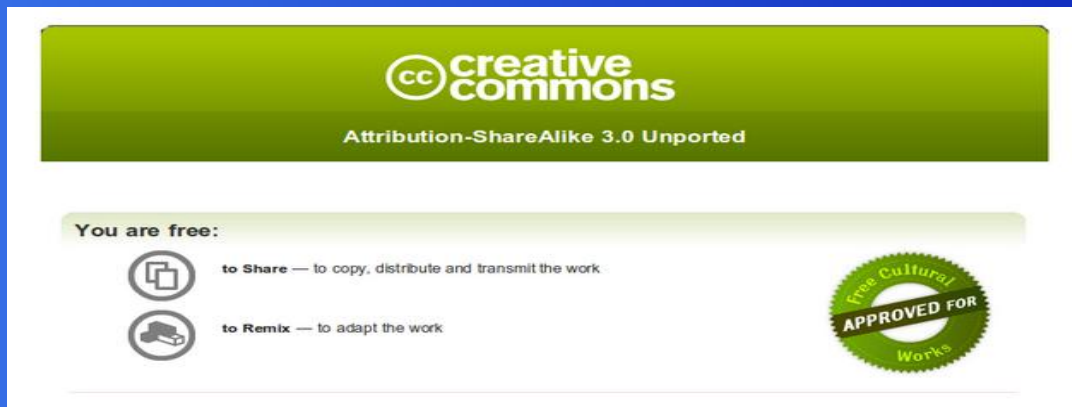 cc creative
commons
Attribution-ShareAlike 3.0 Unported
You are free:
to Share — to copy, distribute and transmit the work
to Remix — to adapt the work
Free Cultural
APPROVED FOR
Works